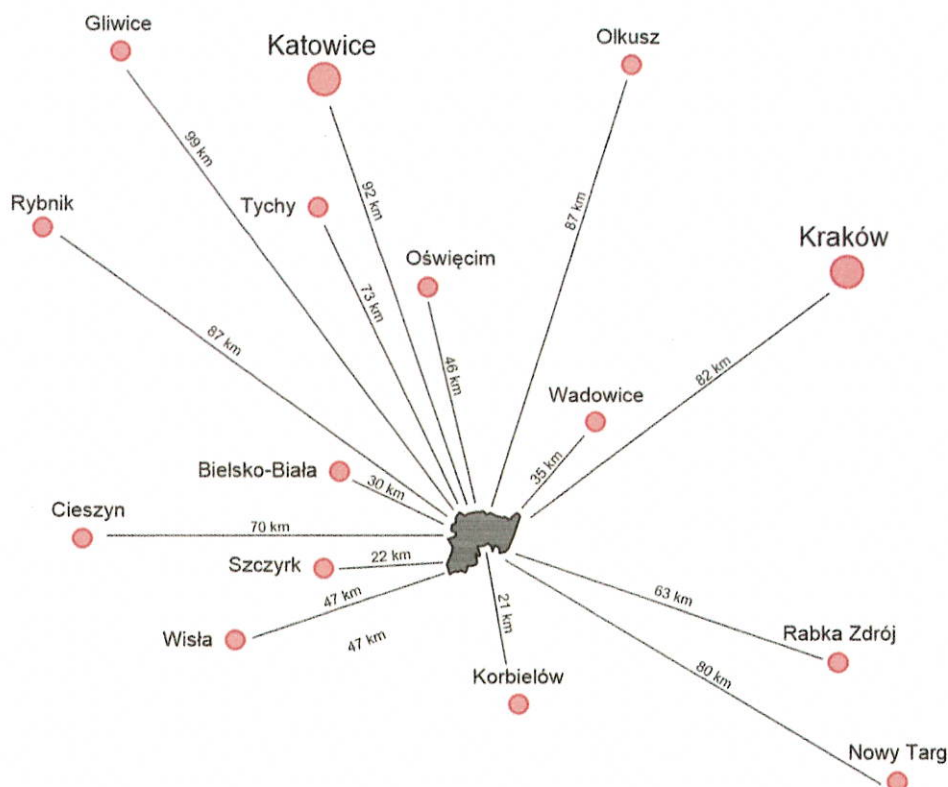 Gliwice
Katowice
Olkusz
99 km
92 km
87 km
Rybnik
Tychy
Oświęcim
Kraków
73 km
87 km
46 km
82 km
Wadowice
35 km
Bielsko-Biała
30 km
Cieszyn
70 km
Szczyrk
22 km
47 km
21 km
63 km
Wisła
47 km
Rabka Zdrój
Korbielów
80 km
Nowy Targ